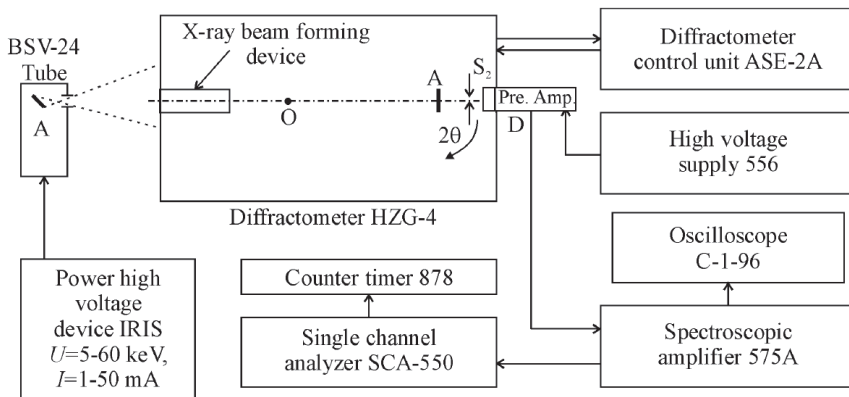 BSV-24
Tube
A
X-ray beam forming
device
O
A
S₂
2θ
Pre. Amp.
D
Diffractometer HZG-4
Diffractometer
control unit ASE-2A
High voltage
supply 556
Oscilloscope
C-1-96
Spectroscopic
amplifier 575A
Counter timer 878
Single channel
analyzer SCA-550
Power high
voltage
device IRIS
U=5-60 keV,
I=1-50 mA